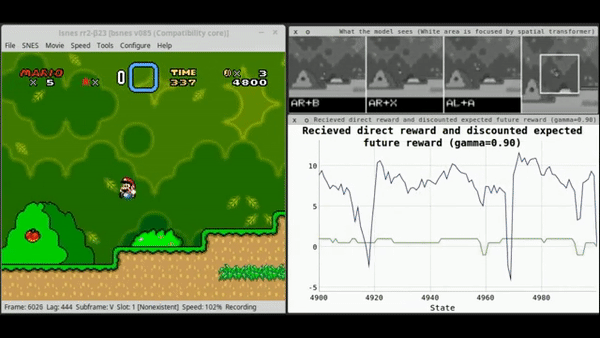 lsnes rr2-β23 [bsnes v085 (Compatibility core)]
File SNES Movie Speed Tools Configure Help
MARIO
TIME
x 5
0
337
x 3
4800
Frame: 6026 Lag: 444 Subframe: V Slot: 1 [Nonexistent] Speed: 102% Recording
x o What the model sees (White area is focused by spatial transformer)
AR+B
AR+X
AL+A
x o Recieved direct reward and discounted expected future reward (gamma=0.90)
Recieved direct reward and discounted expected
future reward (gamma=0.90)
10
5
0
-5
4900 4920 4940 4960 4980
State